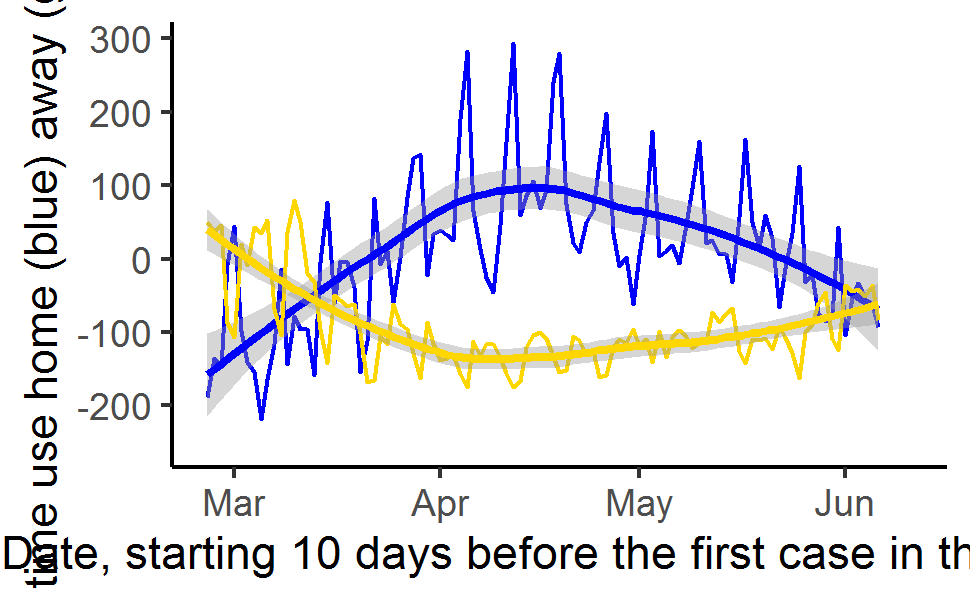 time use home (blue) away (
300
200
100
0
-100
-200
Mar Apr May Jun
Date, starting 10 days before the first case in th